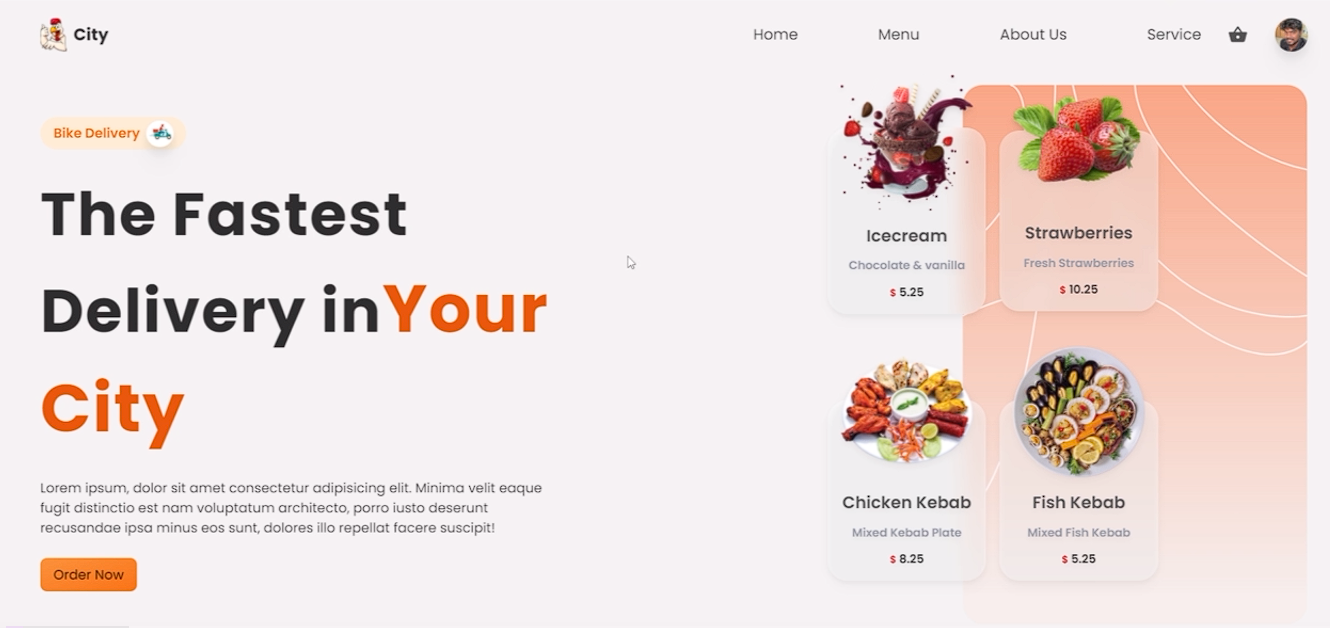 City
Home
Menu
About Us
Service
Bike Delivery
The Fastest
Delivery inYour
City
Lorem ipsum, dolor sit amet consectetur adipisicing elit. Minima velit eaque
fugit distinctio est nam voluptatum architecto, porro iusto deserunt
recusandae ipsa minus eos sunt, dolores illo repellat facere suscipit!
Order Now
Icecream
Chocolate & vanilla
$ 5.25
Strawberries
Fresh Strawberries
$ 10.25
Chicken Kebab
Mixed Kebab Plate
$ 8.25
Fish Kebab
Mixed Fish Kebab
$ 5.25